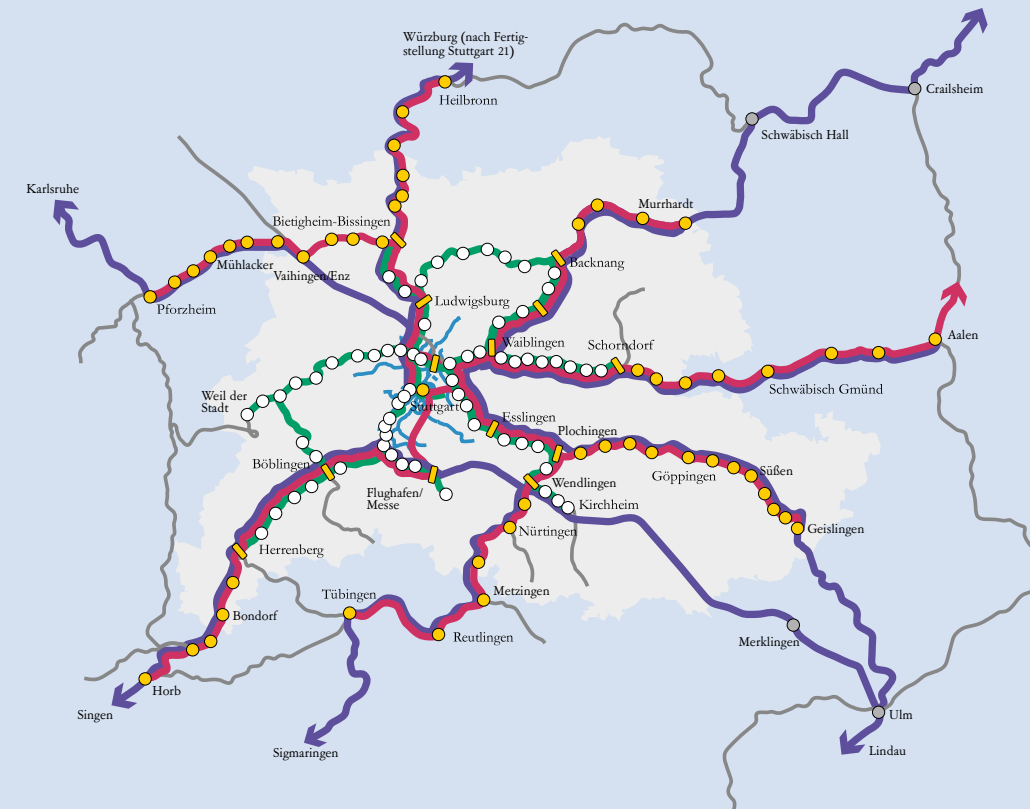 Würzburg (nach Fertig-
stellung Stuttgart 21)
Heilbronn
Crailsheim
Schwäbisch Hall
Karlsruhe
Murrhardt
Bietigheim-Bissingen
Mühlacker
Vaihingen/Enz
Backnang
Pforzheim
Ludwigsburg
Waiblingen
Schorndorf
Aalen
Schwäbisch Gmünd
Weil der
Stadt
Stuttgart
Esslingen
Plochingen
Böblingen
Göppingen
Süßen
Flughafen/
Messe
Wendlingen
Kirchheim
Nürtingen
Geislingen
Herrenberg
Tübingen
Metzingen
Bondorf
Reutlingen
Merklingen
Horb
Singen
Ulm
Sigmaringen
Lindau